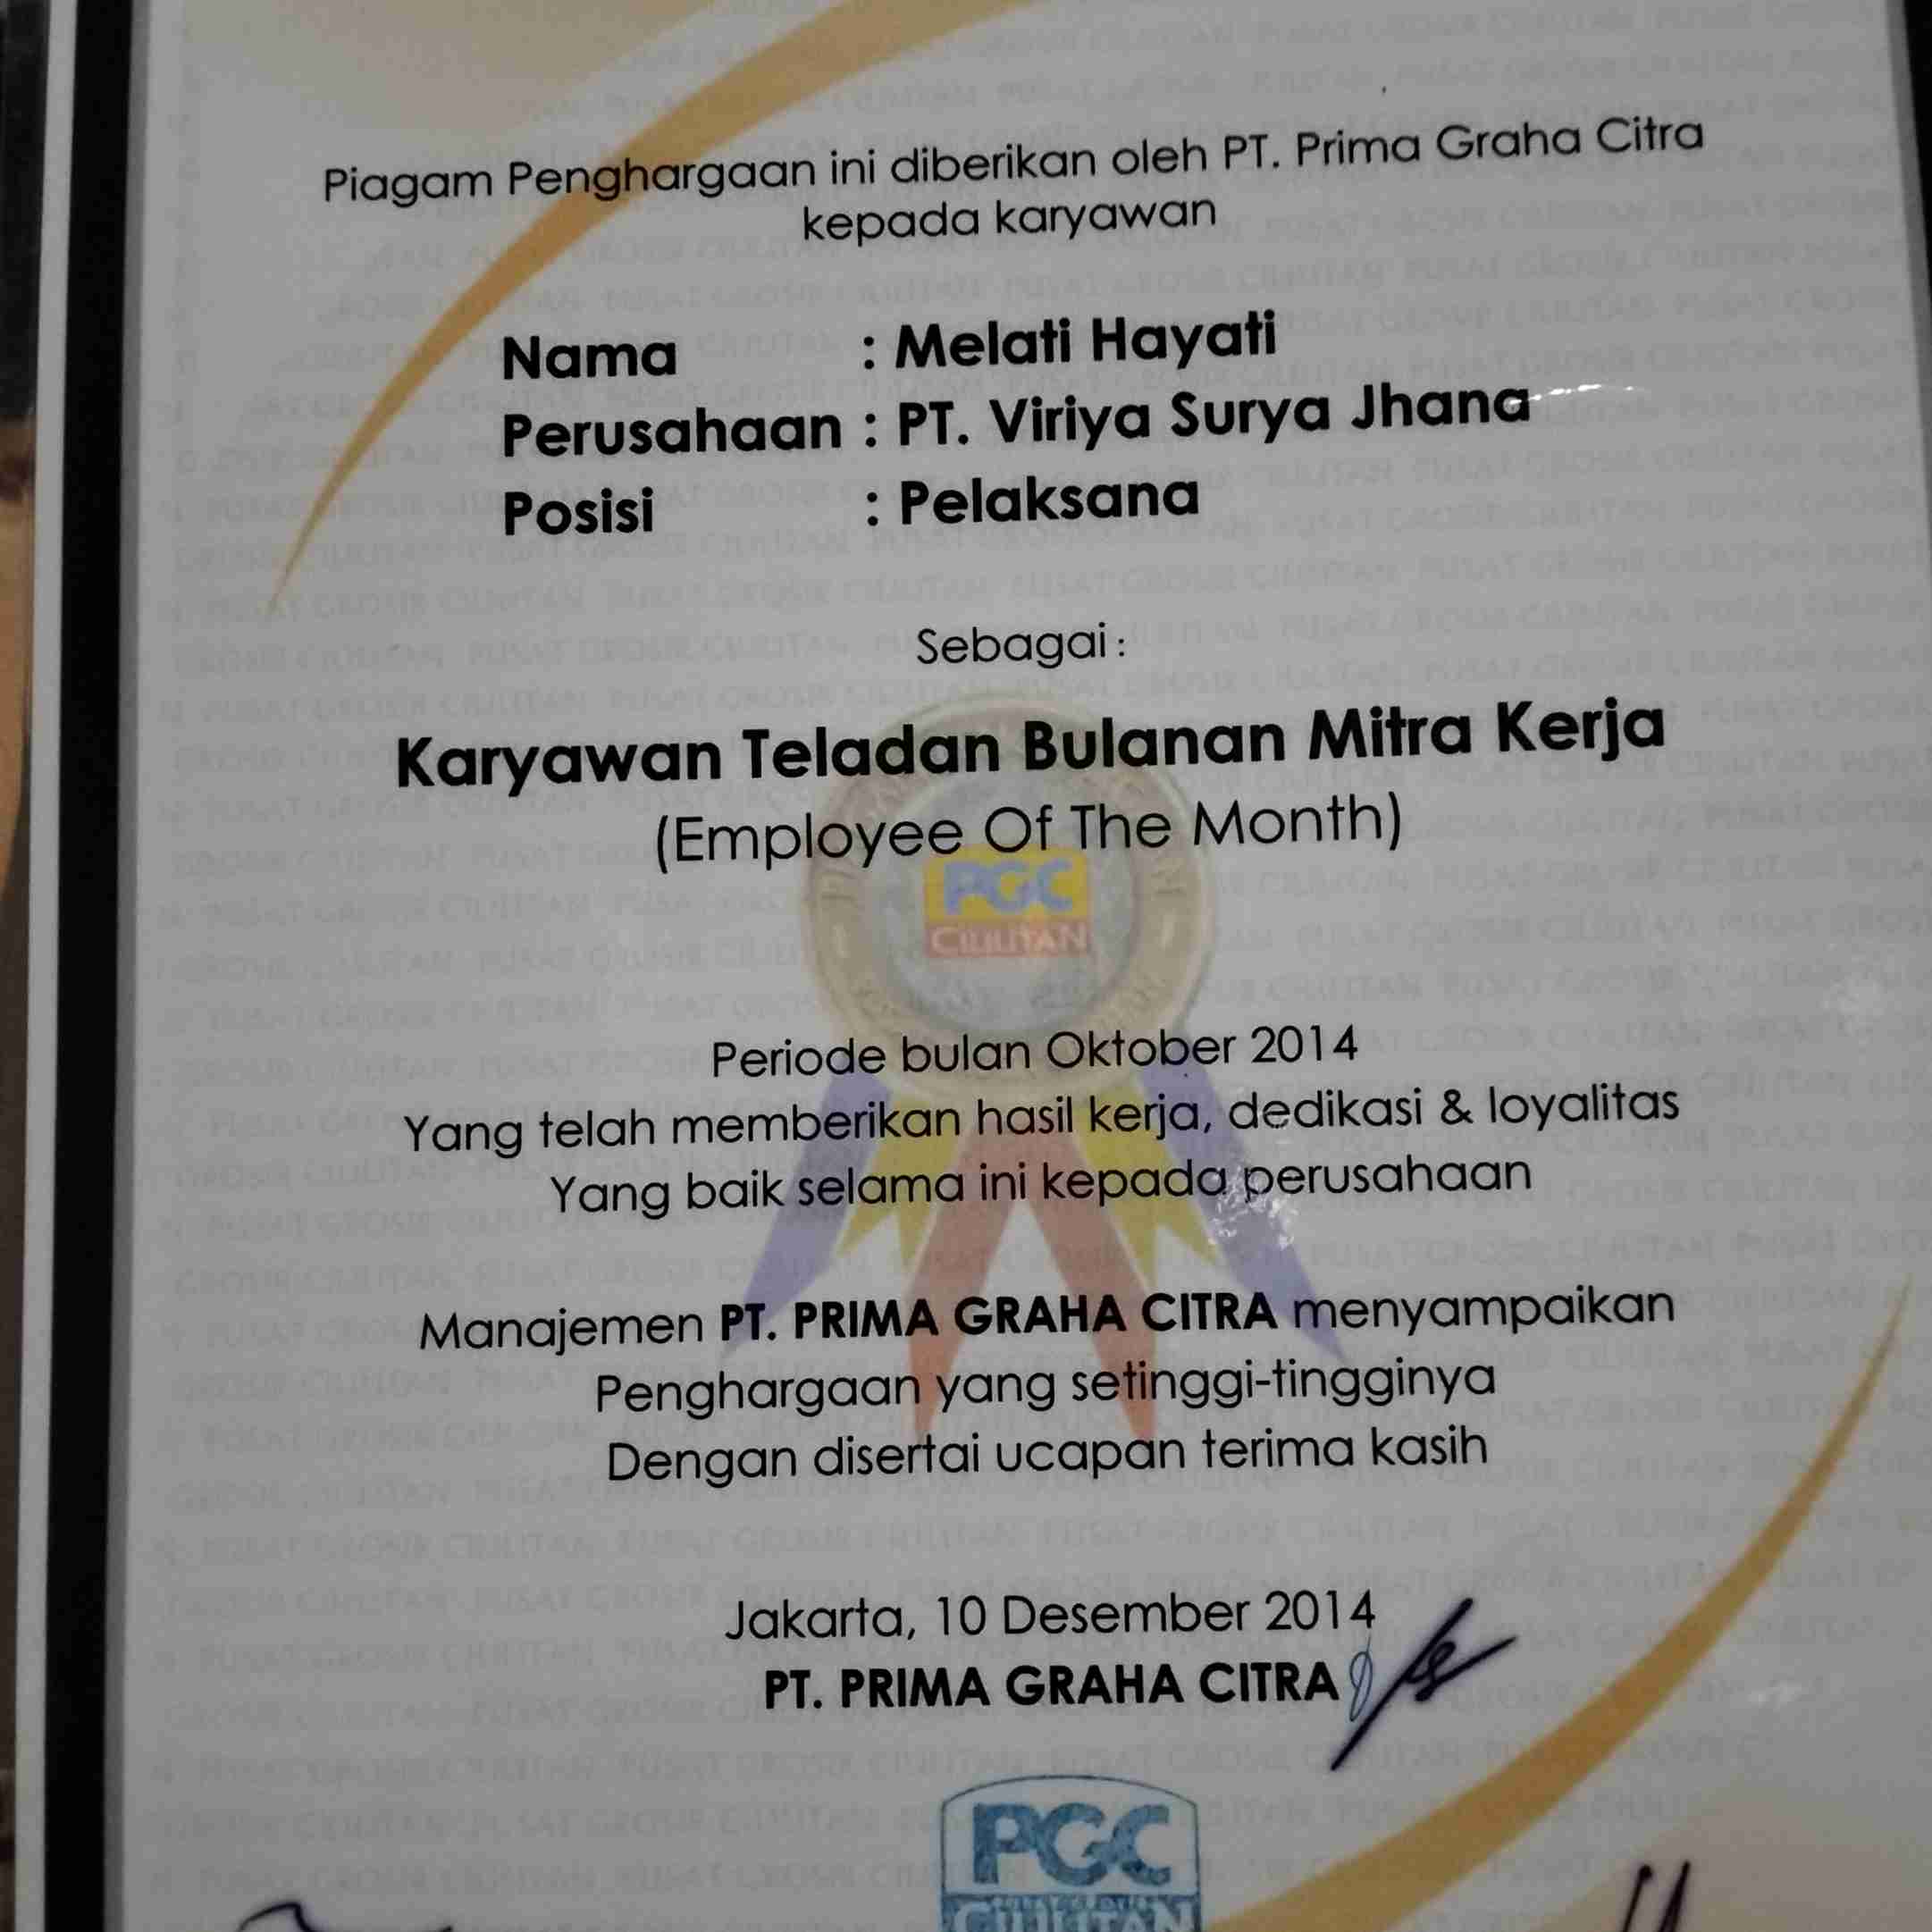 Piagam Penghargaan ini diberikan oleh PT. Prima Graha Citra
kepada karyawan
Nama : Melati Hayati
Perusahaan : PT. Viriya Surya Jhana
Posisi : Pelaksana
Sebagai :
Karyawan Teladan Bulanan Mitra Kerja
(Employee Of The Month)
PGC
CILILITAN
Periode bulan Oktober 2014
Yang telah memberikan hasil kerja, dedikasi & loyalitas
Yang baik selama ini kepada perusahaan
Manajemen PT. PRIMA GRAHA CITRA menyampaikan
Penghargaan yang setinggi-tingginya
Dengan disertai ucapan terima kasih
Jakarta, 10 Desember 2014
PT. PRIMA GRAHA CITRA
PGC
PUSAT GROSIR
CILILITAN